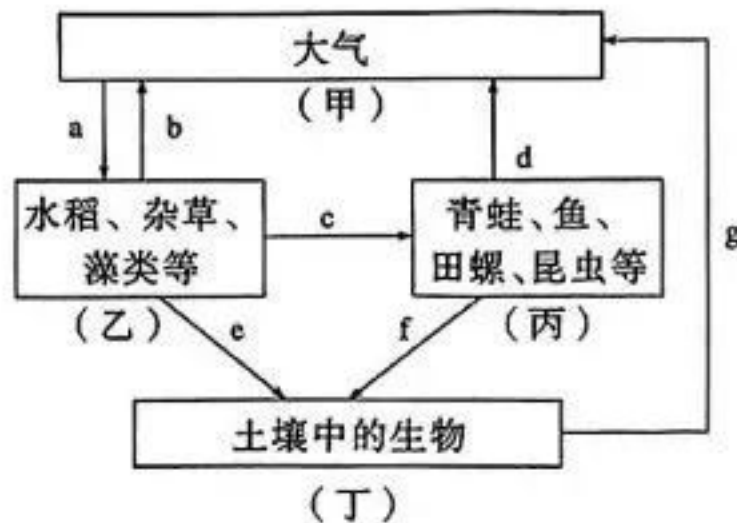 大气
(甲)
a
b
d
水稻、杂草、
藻类等
c
青蛙、鱼、
田螺、昆虫等
g
(乙)
(丙)
e
f
土壤中的生物
(丁)